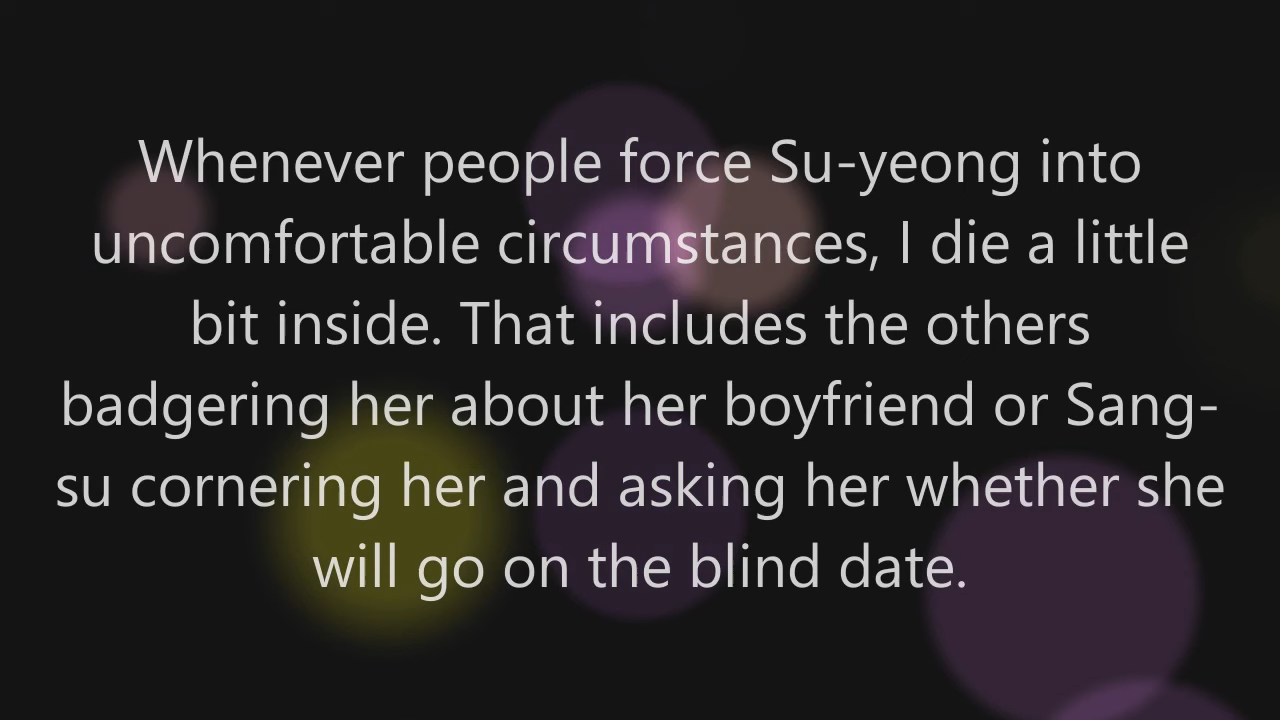 Whenever people force Su-yeong into
uncomfortable circumstances, I die a little
bit inside. That includes the others
badgering her about her boyfriend or Sang-
su cornering her and asking her whether she
will go on the blind date.